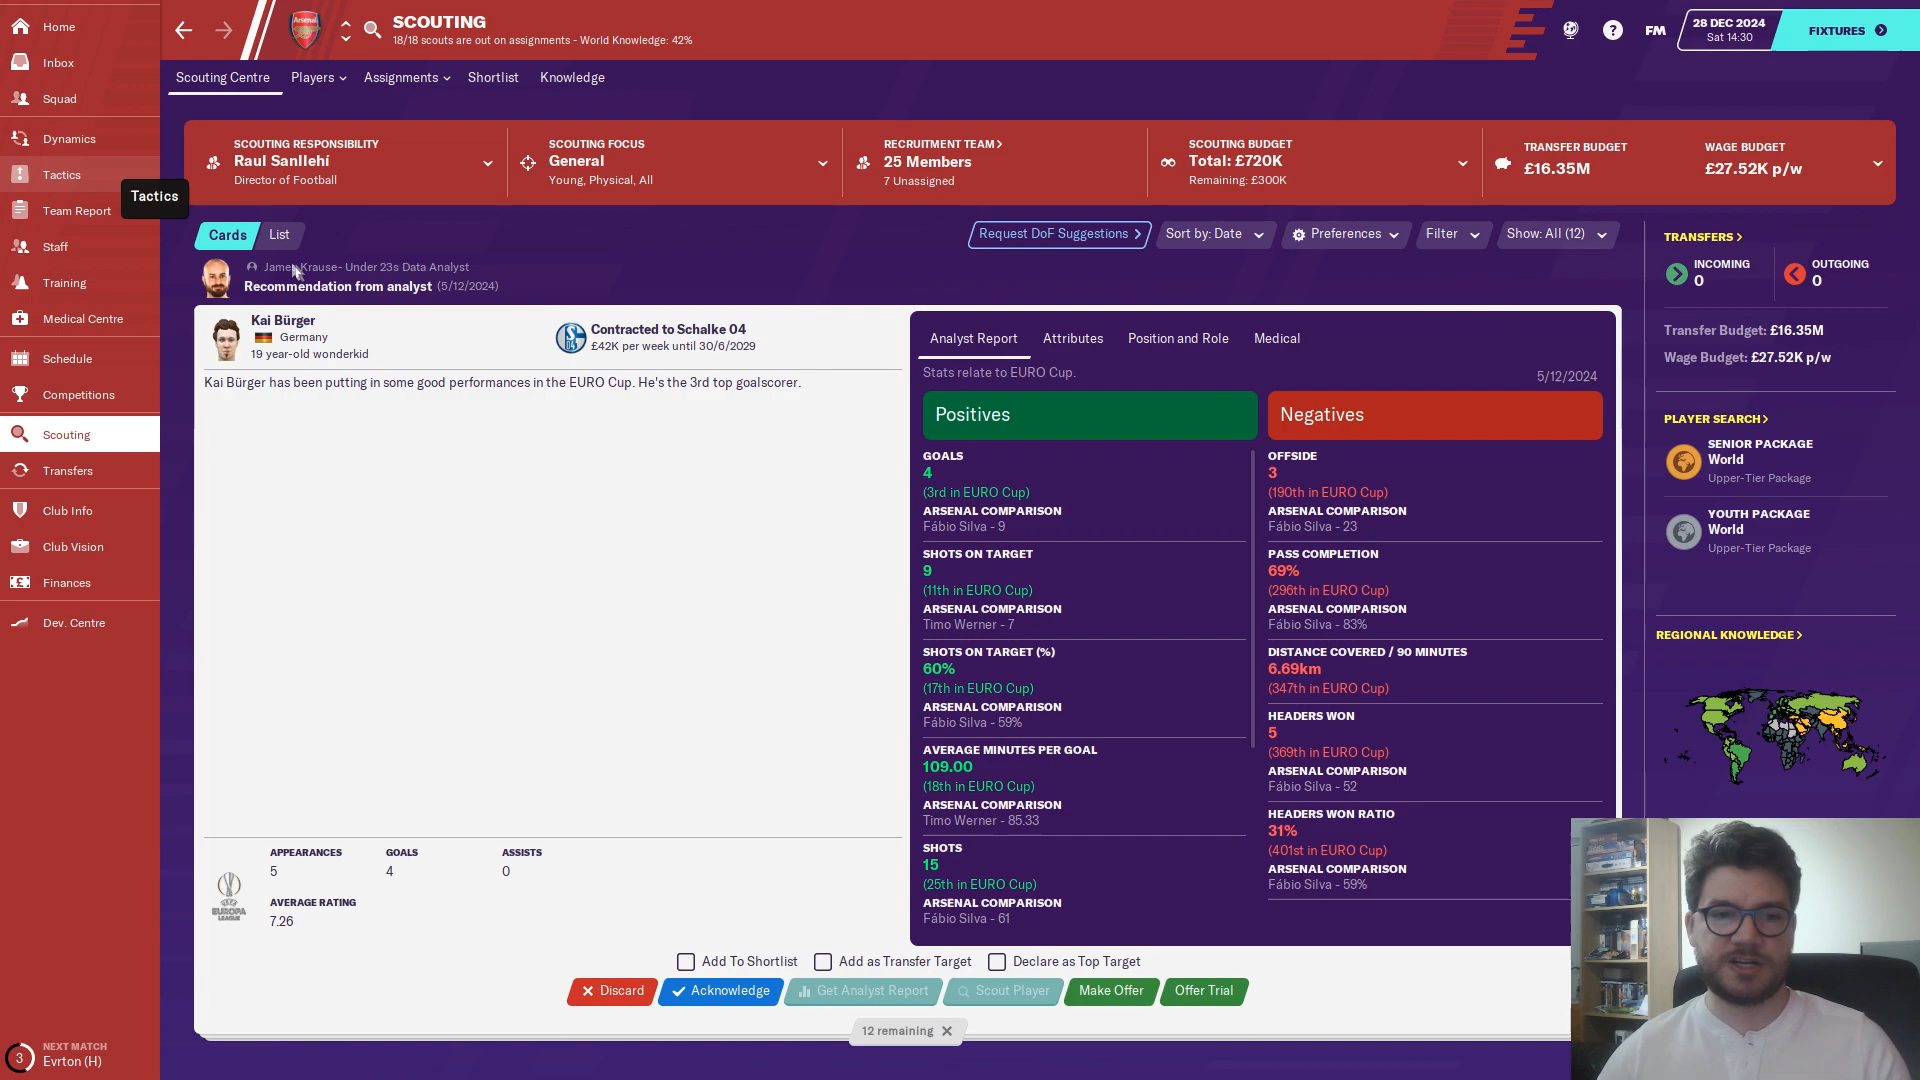 Home
Inbox
Squad
Dynamics
Tactics
Tactics
Team Report
Staff
Training
Medical Centre
Schedule
Competitions
Scouting
Transfers
Club Info
Club Vision
Finances
Dev. Centre
3
NEXT MATCH
Evrton (H)
Arsenal
SCOUTING
18/18 scouts are out on assignments - World Knowledge: 42%
?
FM
28 DEC 2024
Sat 14:30
FIXTURES
Scouting Centre
Players
Assignments
Shortlist
Knowledge
SCOUTING RESPONSIBILITY
Raul Sanllehí
Director of Football
SCOUTING FOCUS
General
Young, Physical, All
RECRUITMENT TEAM
25 Members
7 Unassigned
SCOUTING BUDGET
Total: £720K
Remaining: £300K
TRANSFER BUDGET
£16.35M
WAGE BUDGET
£27.52K p/w
Cards
List
Request DoF Suggestions
Sort by: Date
Preferences
Filter
Show: All (12)
James Krause- Under 23s Data Analyst
Recommendation from analyst (5/12/2024)
Kai Bürger
Germany
19 year-old wonderkid
Contracted to Schalke 04
£42K per week until 30/6/2029
Kai Bürger has been putting in some good performances in the EURO Cup. He's the 3rd top goalscorer.
APPEARANCES
5
GOALS
4
ASSISTS
0
AVERAGE RATING
7.26
EUROPA
LEAGUE
Analyst Report
Attributes
Position and Role
Medical
Stats relate to EURO Cup.
5/12/2024
Positives
GOALS
4
(3rd in EURO Cup)
ARSENAL COMPARISON
Fábio Silva - 9
SHOTS ON TARGET
9
(11th in EURO Cup)
ARSENAL COMPARISON
Timo Werner - 7
SHOTS ON TARGET (%)
60%
(17th in EURO Cup)
ARSENAL COMPARISON
Fábio Silva - 59%
AVERAGE MINUTES PER GOAL
109.00
(18th in EURO Cup)
ARSENAL COMPARISON
Timo Werner - 85.33
SHOTS
15
(25th in EURO Cup)
ARSENAL COMPARISON
Fábio Silva - 61
Negatives
OFFSIDE
3
(190th in EURO Cup)
ARSENAL COMPARISON
Fábio Silva - 23
PASS COMPLETION
69%
(296th in EURO Cup)
ARSENAL COMPARISON
Fábio Silva - 83%
DISTANCE COVERED / 90 MINUTES
6.69km
(347th in EURO Cup)
HEADERS WON
5
(369th in EURO Cup)
ARSENAL COMPARISON
Fábio Silva - 52
HEADERS WON RATIO
31%
(401st in EURO Cup)
ARSENAL COMPARISON
Fábio Silva - 59%
Add To Shortlist
Add as Transfer Target
Declare as Top Target
Discard
Acknowledge
Get Analyst Report
Scout Player
Make Offer
Offer Trial
12 remaining
TRANSFERS
INCOMING
0
OUTGOING
0
Transfer Budget: £16.35M
Wage Budget: £27.52K p/w
PLAYER SEARCH
SENIOR PACKAGE
World
Upper-Tier Package
YOUTH PACKAGE
World
Upper-Tier Package
REGIONAL KNOWLEDGE